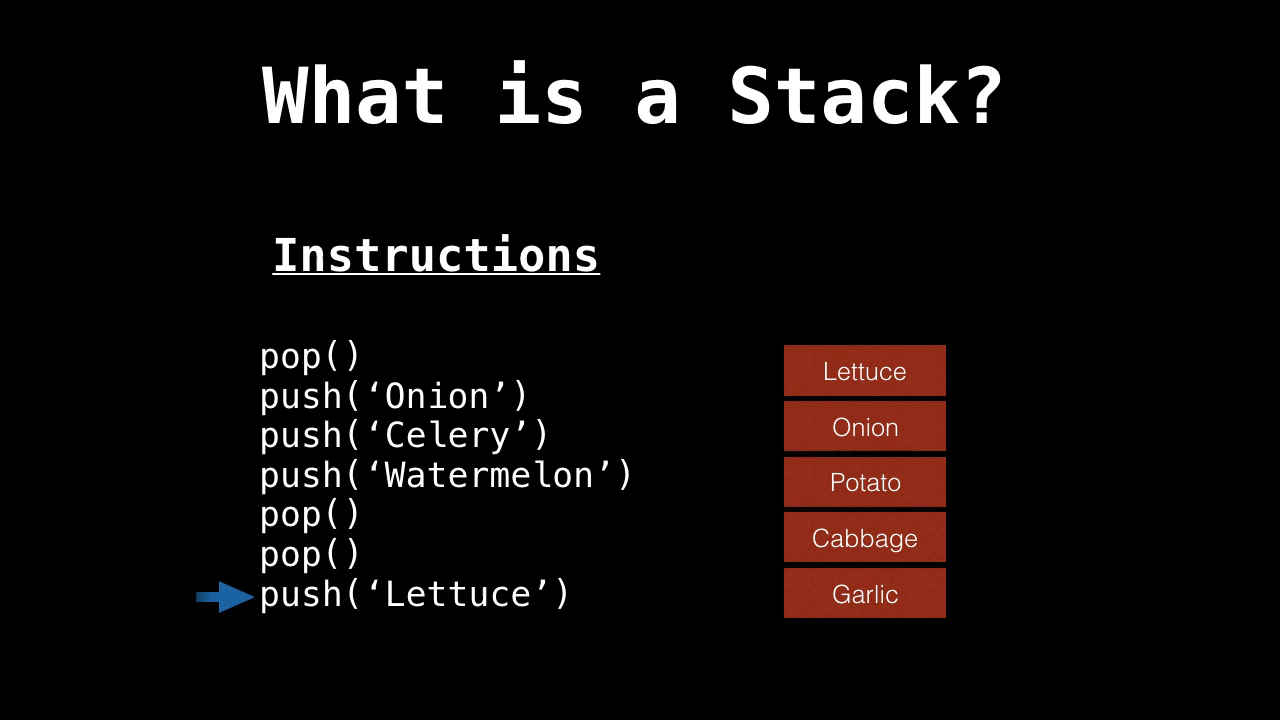 What is a Stack?
Instructions
pop()
push(‘Onion’)
push(‘Celery’)
push(‘Watermelon’)
pop()
pop()
push(‘Lettuce’)
Lettuce
Onion
Potato
Cabbage
Garlic